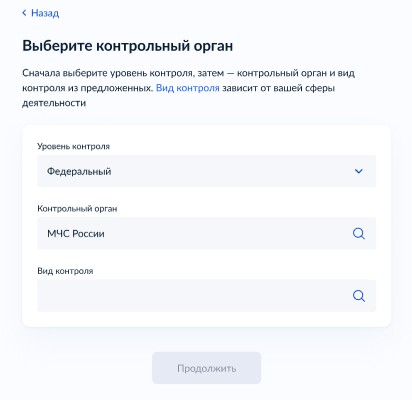 Назад
Выберите контрольный орган
Сначала выберите уровень контроля, затем — контрольный орган и вид
контроля из предложенных. Вид контроля зависит от вашей сферы
деятельности
Уровень контроля
Федеральный
Контрольный орган
МЧС России
Вид контроля
Продолжить